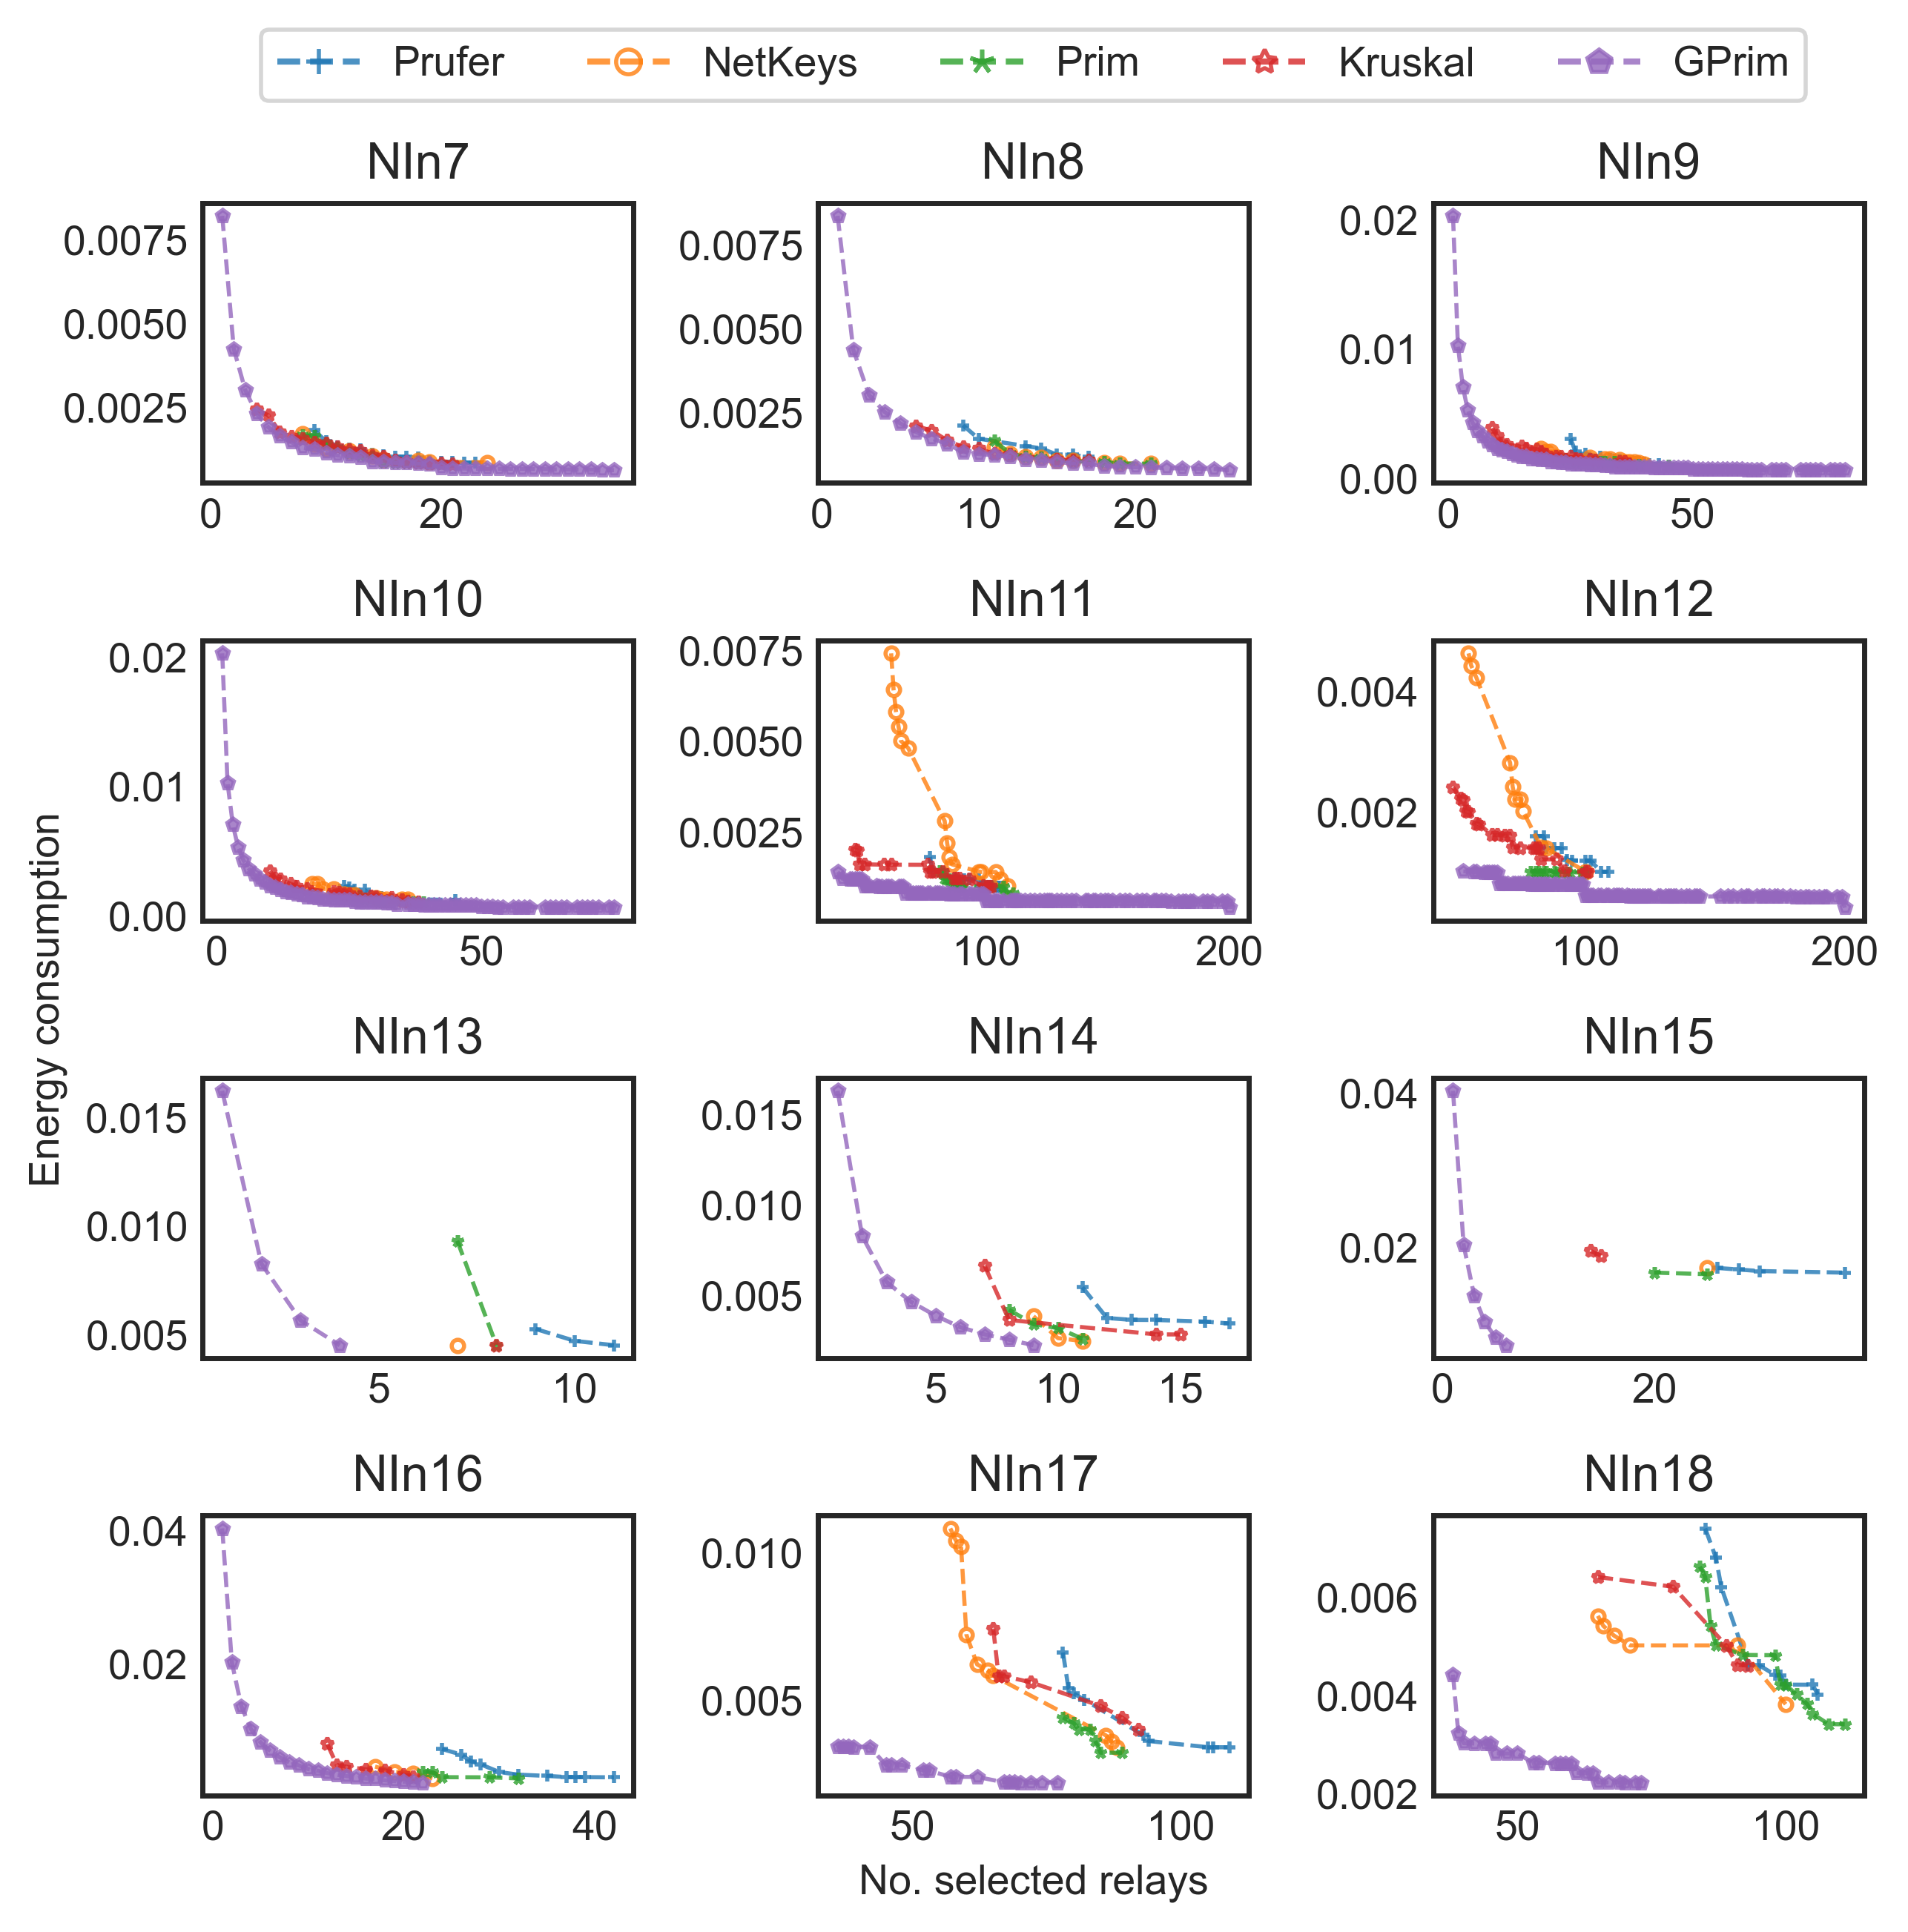 Prufer NetKeys Prim Kruskal GPrim
NIn7 NIn8 NIn9
0.0075 0.0075 0.02
0.0050 0.0050 0.01
0.0025 0.0025 0.00
0 20 0 10 20 0 50
NIn10 NIn11 NIn12
0.02 0.0075 0.004
0.01 0.0050 0.002
0.00 0.0025
0 50 100 200 100 200
Energy consumption
NIn13 NIn14 NIn15
0.015 0.015 0.04
0.010 0.010 0.02
0.005 0.005
5 10 5 10 15 0 20
NIn16 NIn17 NIn18
0.04 0.010 0.006
0.02 0.005 0.004
0.002
0 20 40 50 100 50 100
No. selected relays